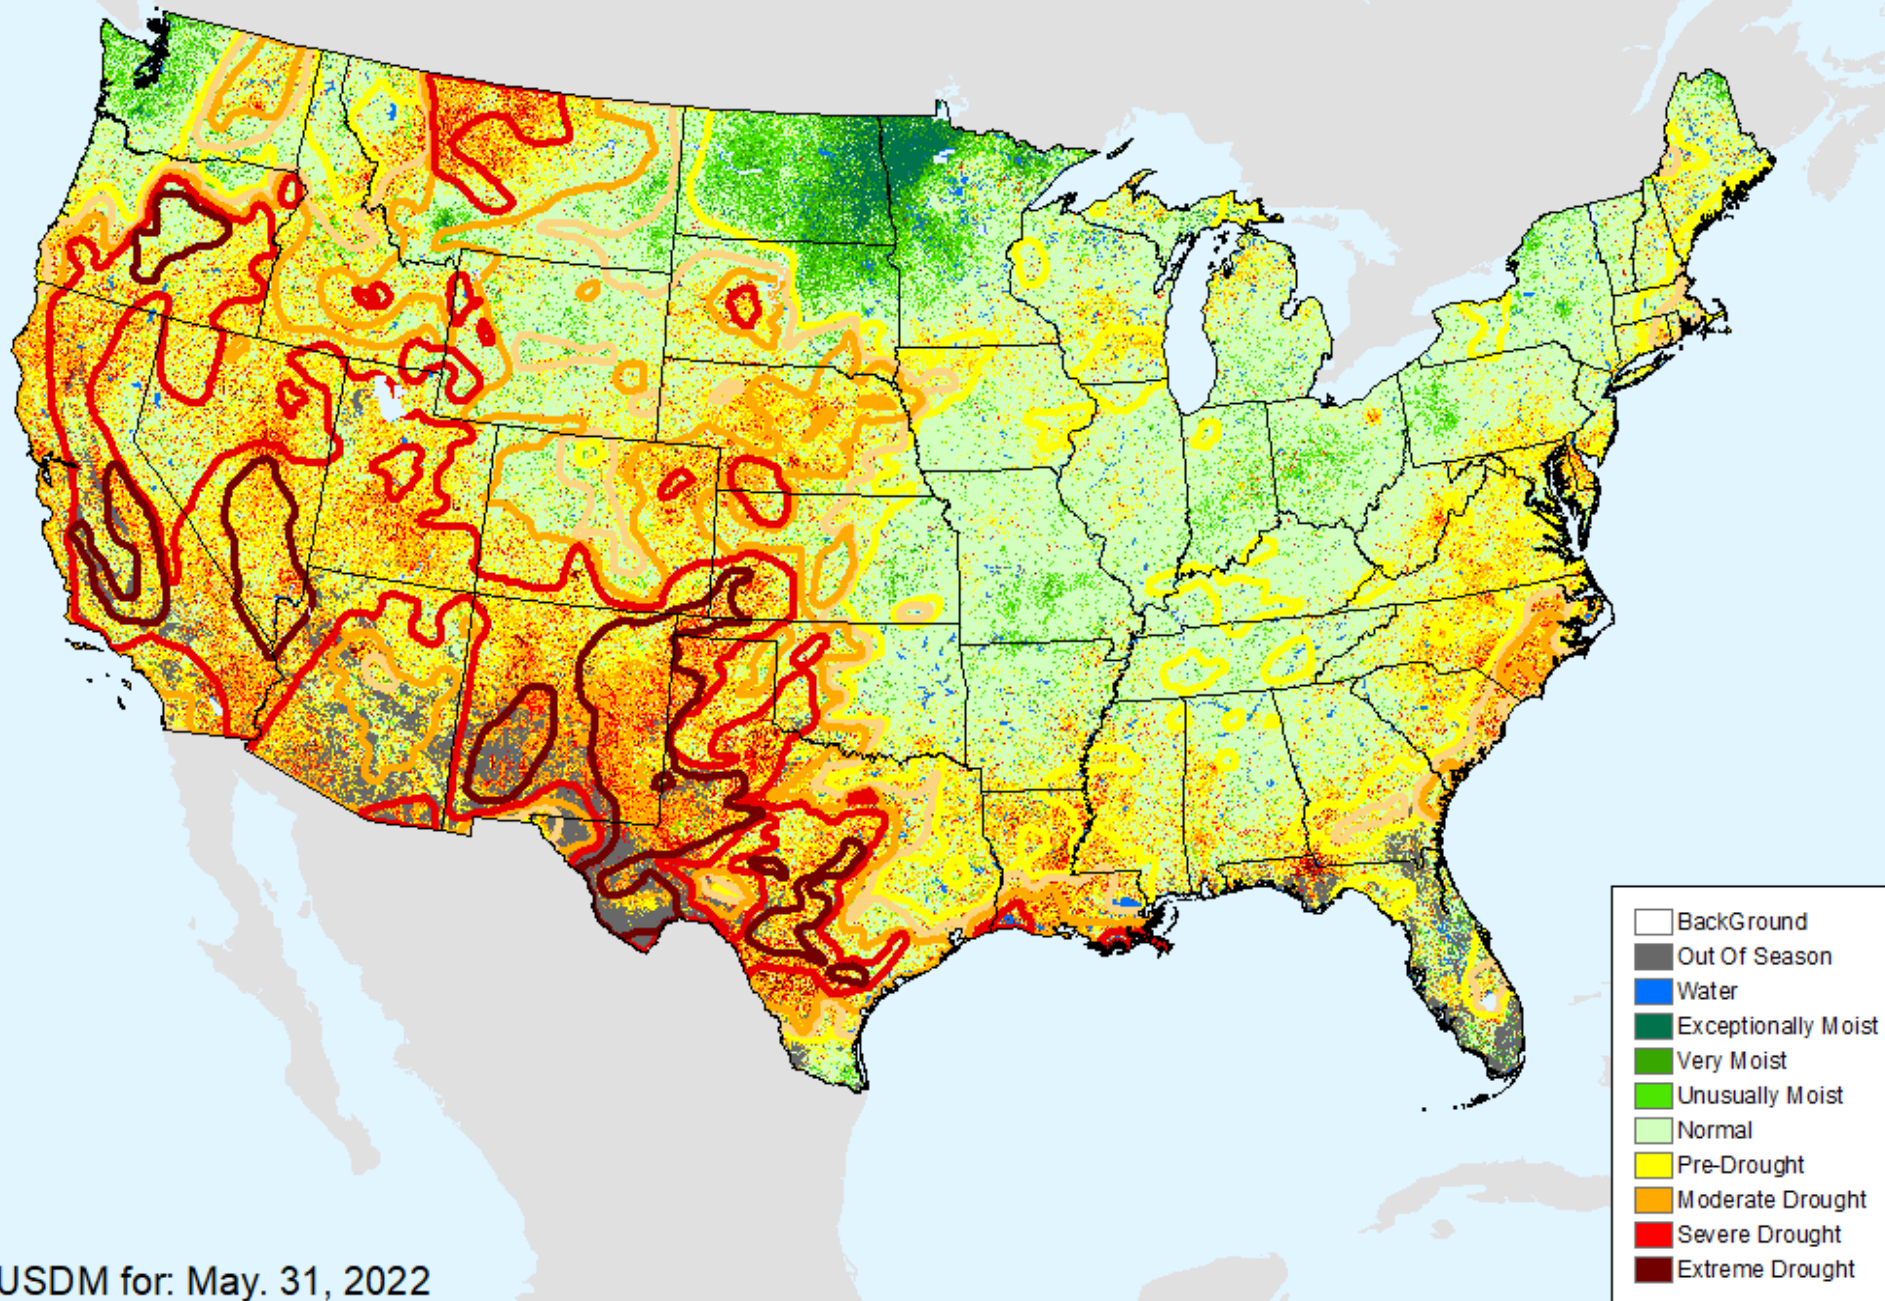 BackGround
Out Of Season
Water
Exceptionally Moist
Very Moist
Unusually Moist
Normal
Pre-Drought
Moderate Drought
Severe Drought
Extreme Drought
USDM for: May. 31, 2022